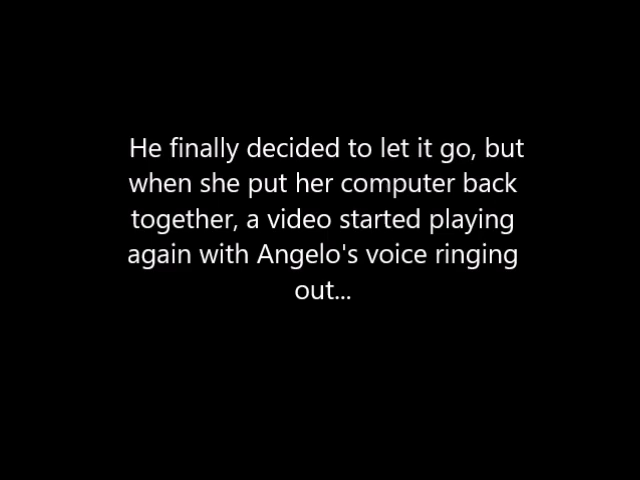 He finally decided to let it go, but
when she put her computer back
together, a video started playing
again with Angelo's voice ringing
out...